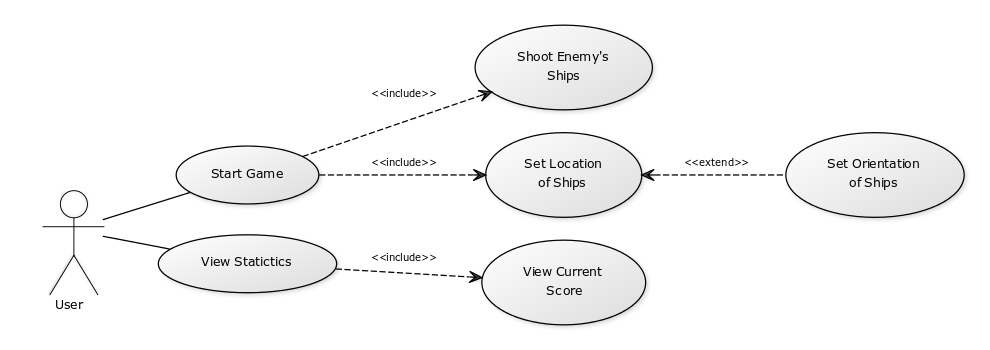 Shoot Enemy's
Ships
<<include>>
Start Game
<<include>>
Set Location
of Ships
<<extend>>
Set Orientation
of Ships
View Statictics
<<include>>
View Current
Score
User